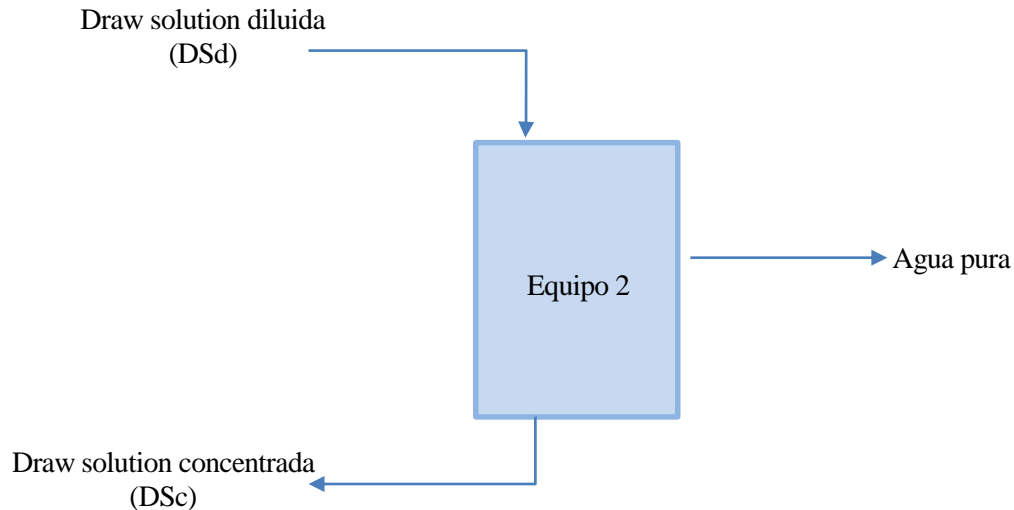 Draw solution diluida
(DSd)
Equipo 2
Agua pura
Draw solution concentrada
(DSc)